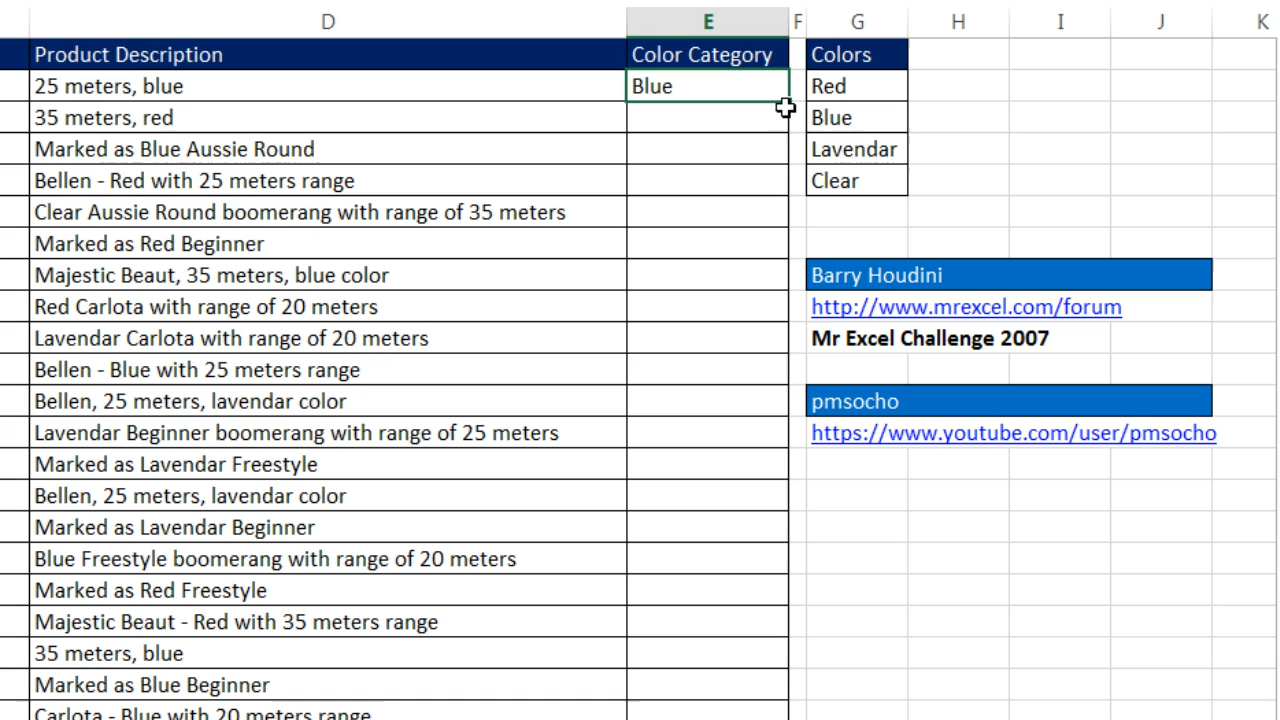 D E F G H I J K
Product Description Color Category Colors
25 meters, blue Blue Red
35 meters, red Blue
Marked as Blue Aussie Round Lavendar
Bellen - Red with 25 meters range Clear
Clear Aussie Round boomerang with range of 35 meters
Marked as Red Beginner
Majestic Beaut, 35 meters, blue color Barry Houdini
Red Carlota with range of 20 meters http://www.mrexcel.com/forum
Lavendar Carlota with range of 20 meters Mr Excel Challenge 2007
Bellen - Blue with 25 meters range
Bellen, 25 meters, lavendar color pmsocho
Lavendar Beginner boomerang with range of 25 meters https://www.youtube.com/user/pmsocho
Marked as Lavendar Freestyle
Bellen, 25 meters, lavendar color
Marked as Lavendar Beginner
Blue Freestyle boomerang with range of 20 meters
Marked as Red Freestyle
Majestic Beaut - Red with 35 meters range
35 meters, blue
Marked as Blue Beginner
Carlota - Blue with 20 meters range